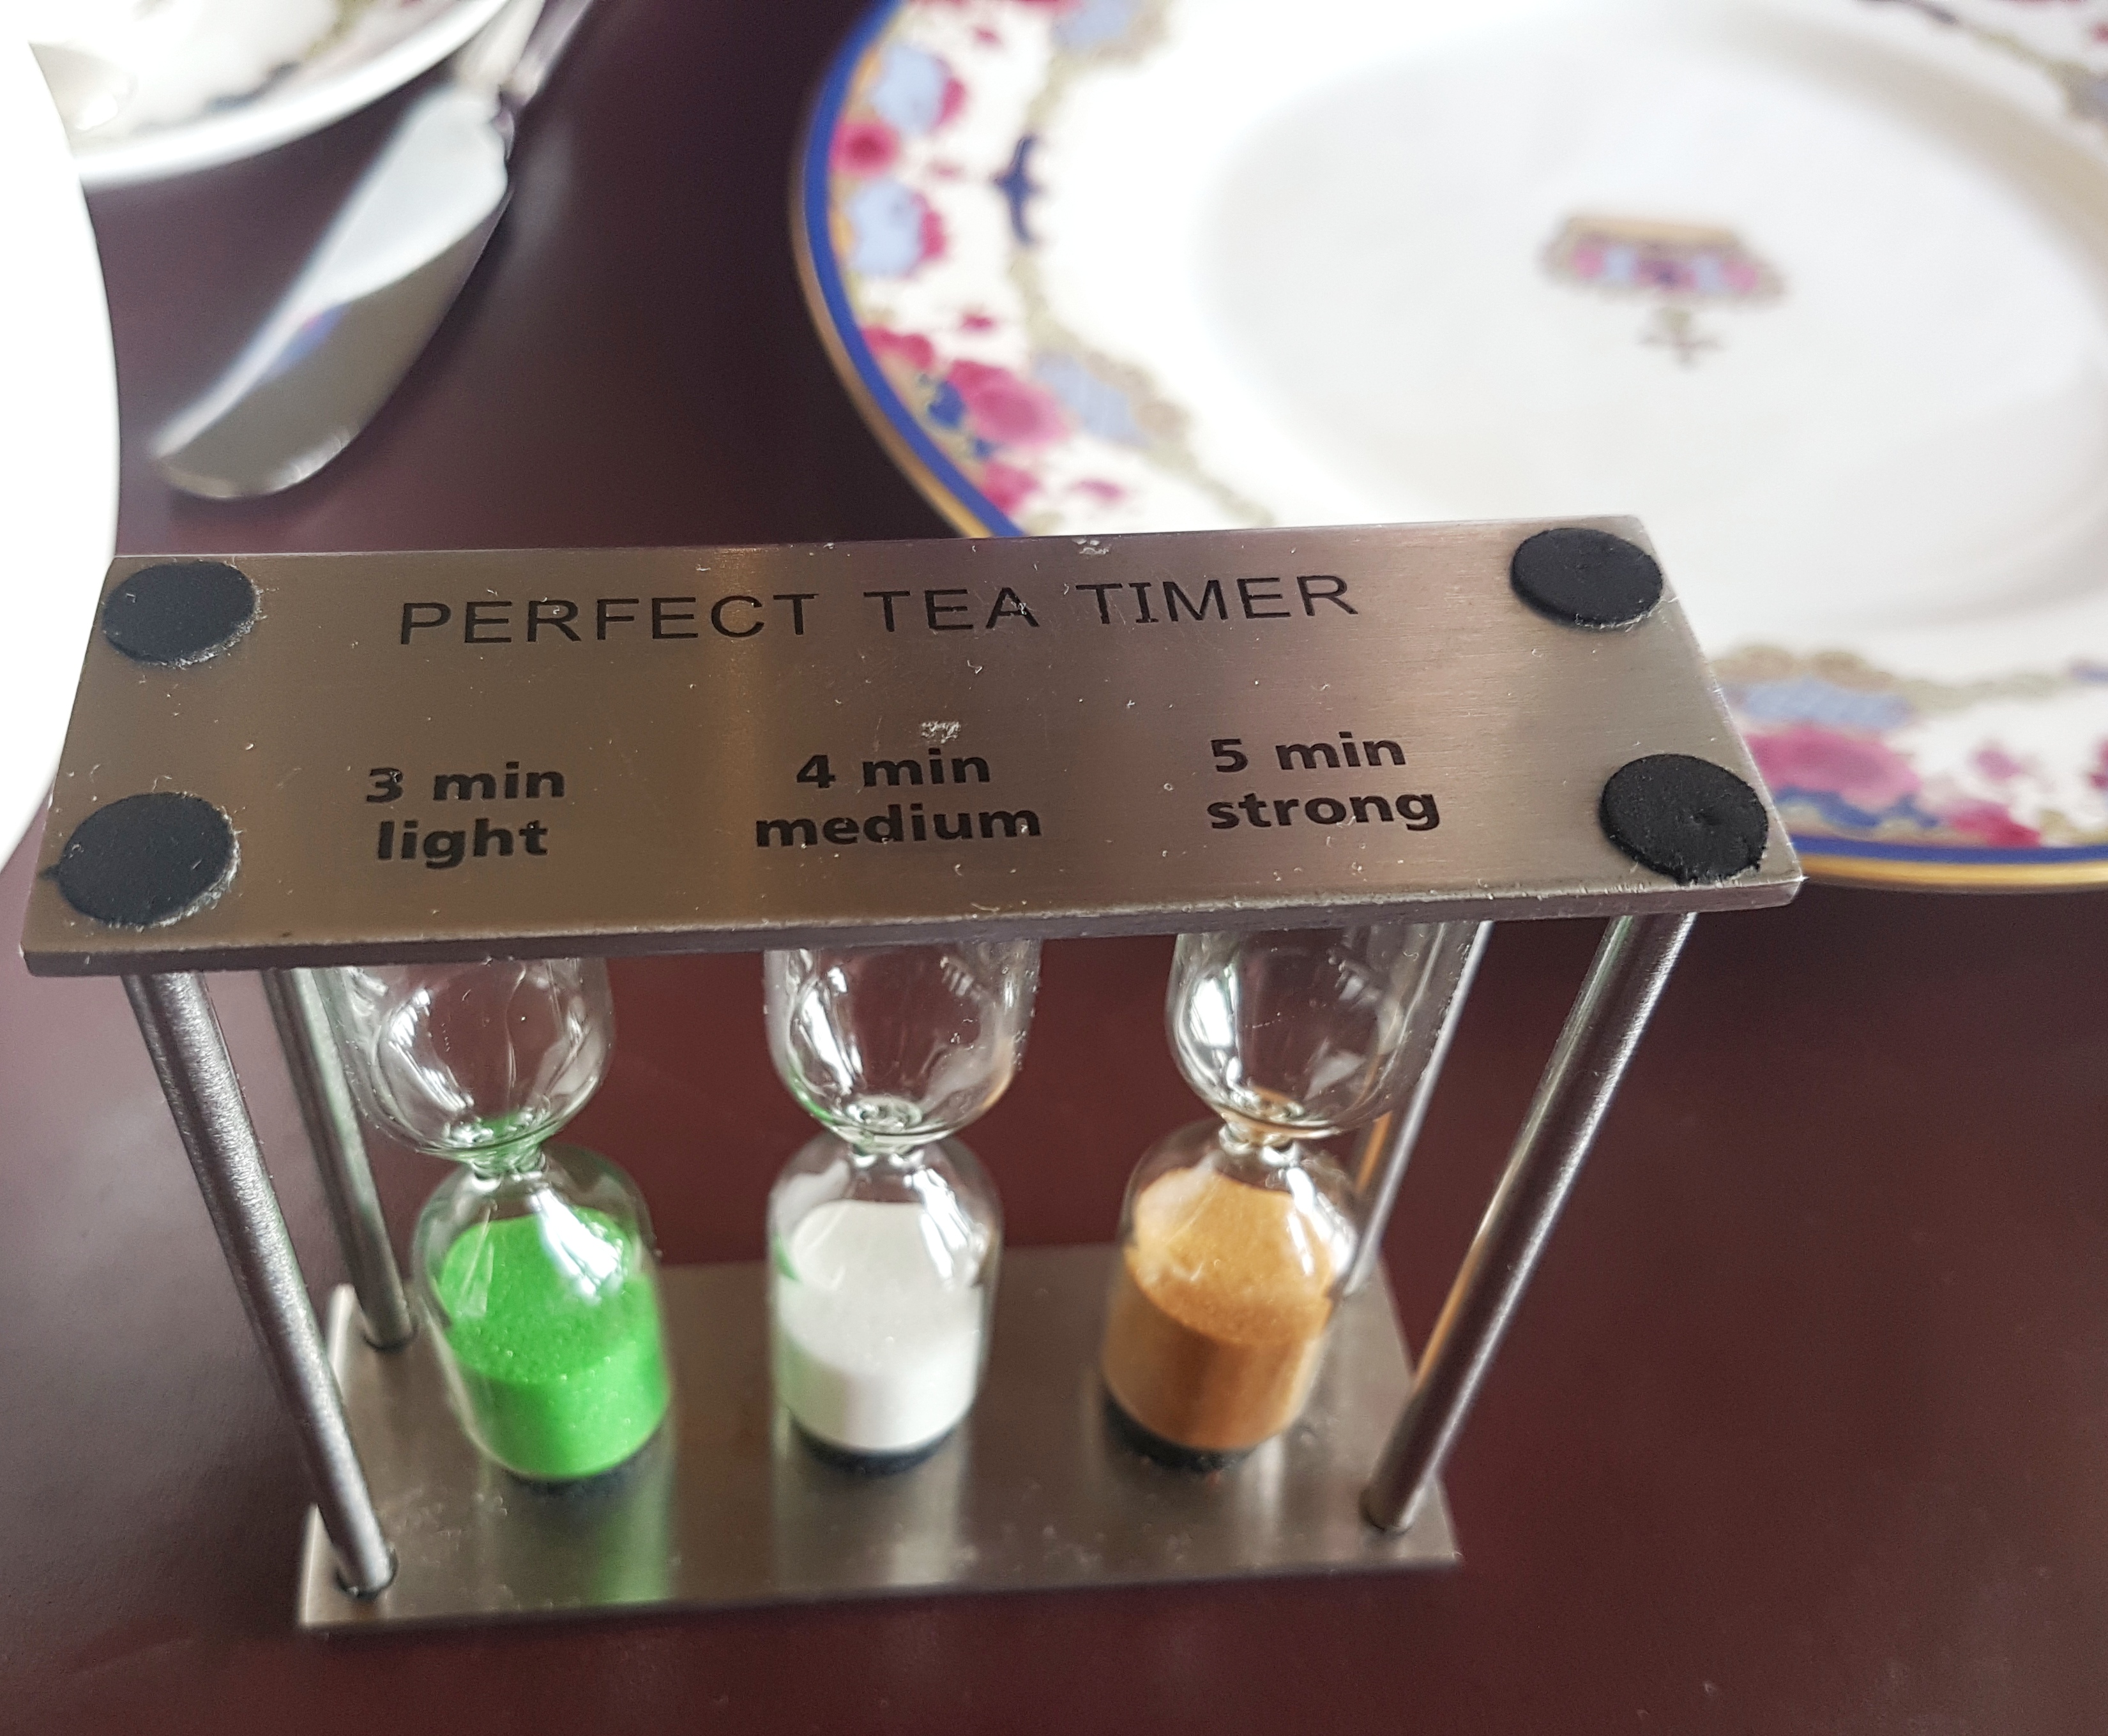 PERFECT TEA TIMER
3 min 4 min 5 min
light medium strong